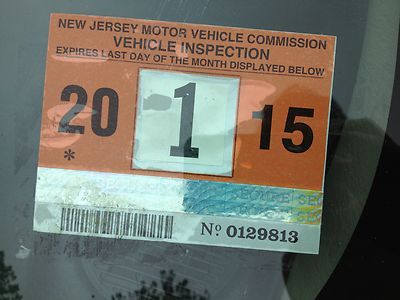 NEW JERSEY MOTOR VEHICLE COMMISSION
VEHICLE INSPECTION
EXPIRES LAST DAY OF THE MONTH DISPLAYED BELOW
20 1 15
*
No 0129813